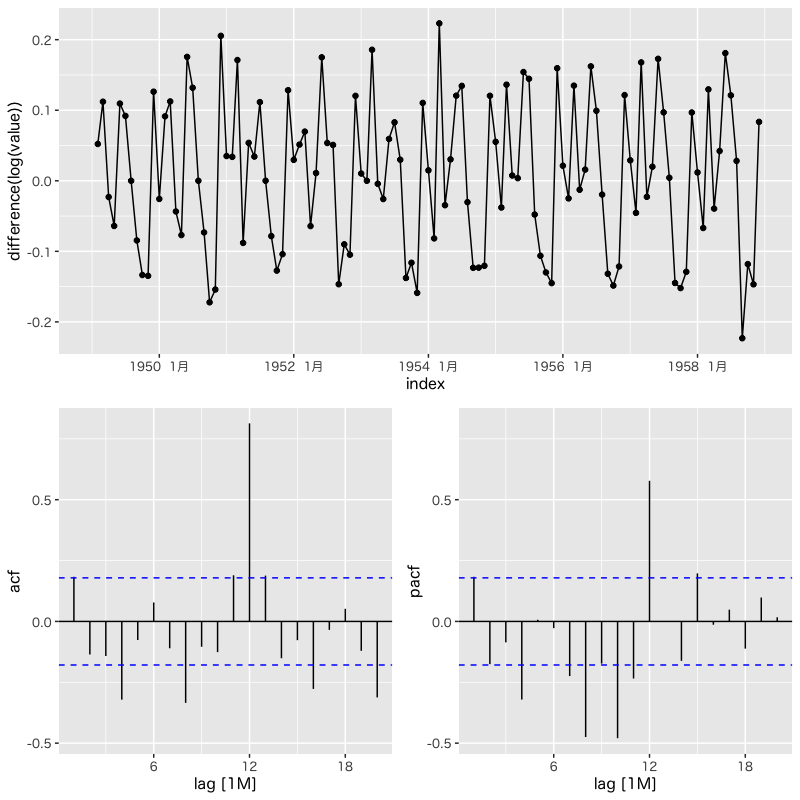 difference(log(value))
0.2
0.1
0.0
-0.1
-0.2
1950 1月
1952 1月
1954 1月
1956 1月
1958 1月
index
acf
0.5
0.0
-0.5
6
12
18
lag [1M]
pacf
0.5
0.0
-0.5
6
12
18
lag [1M]